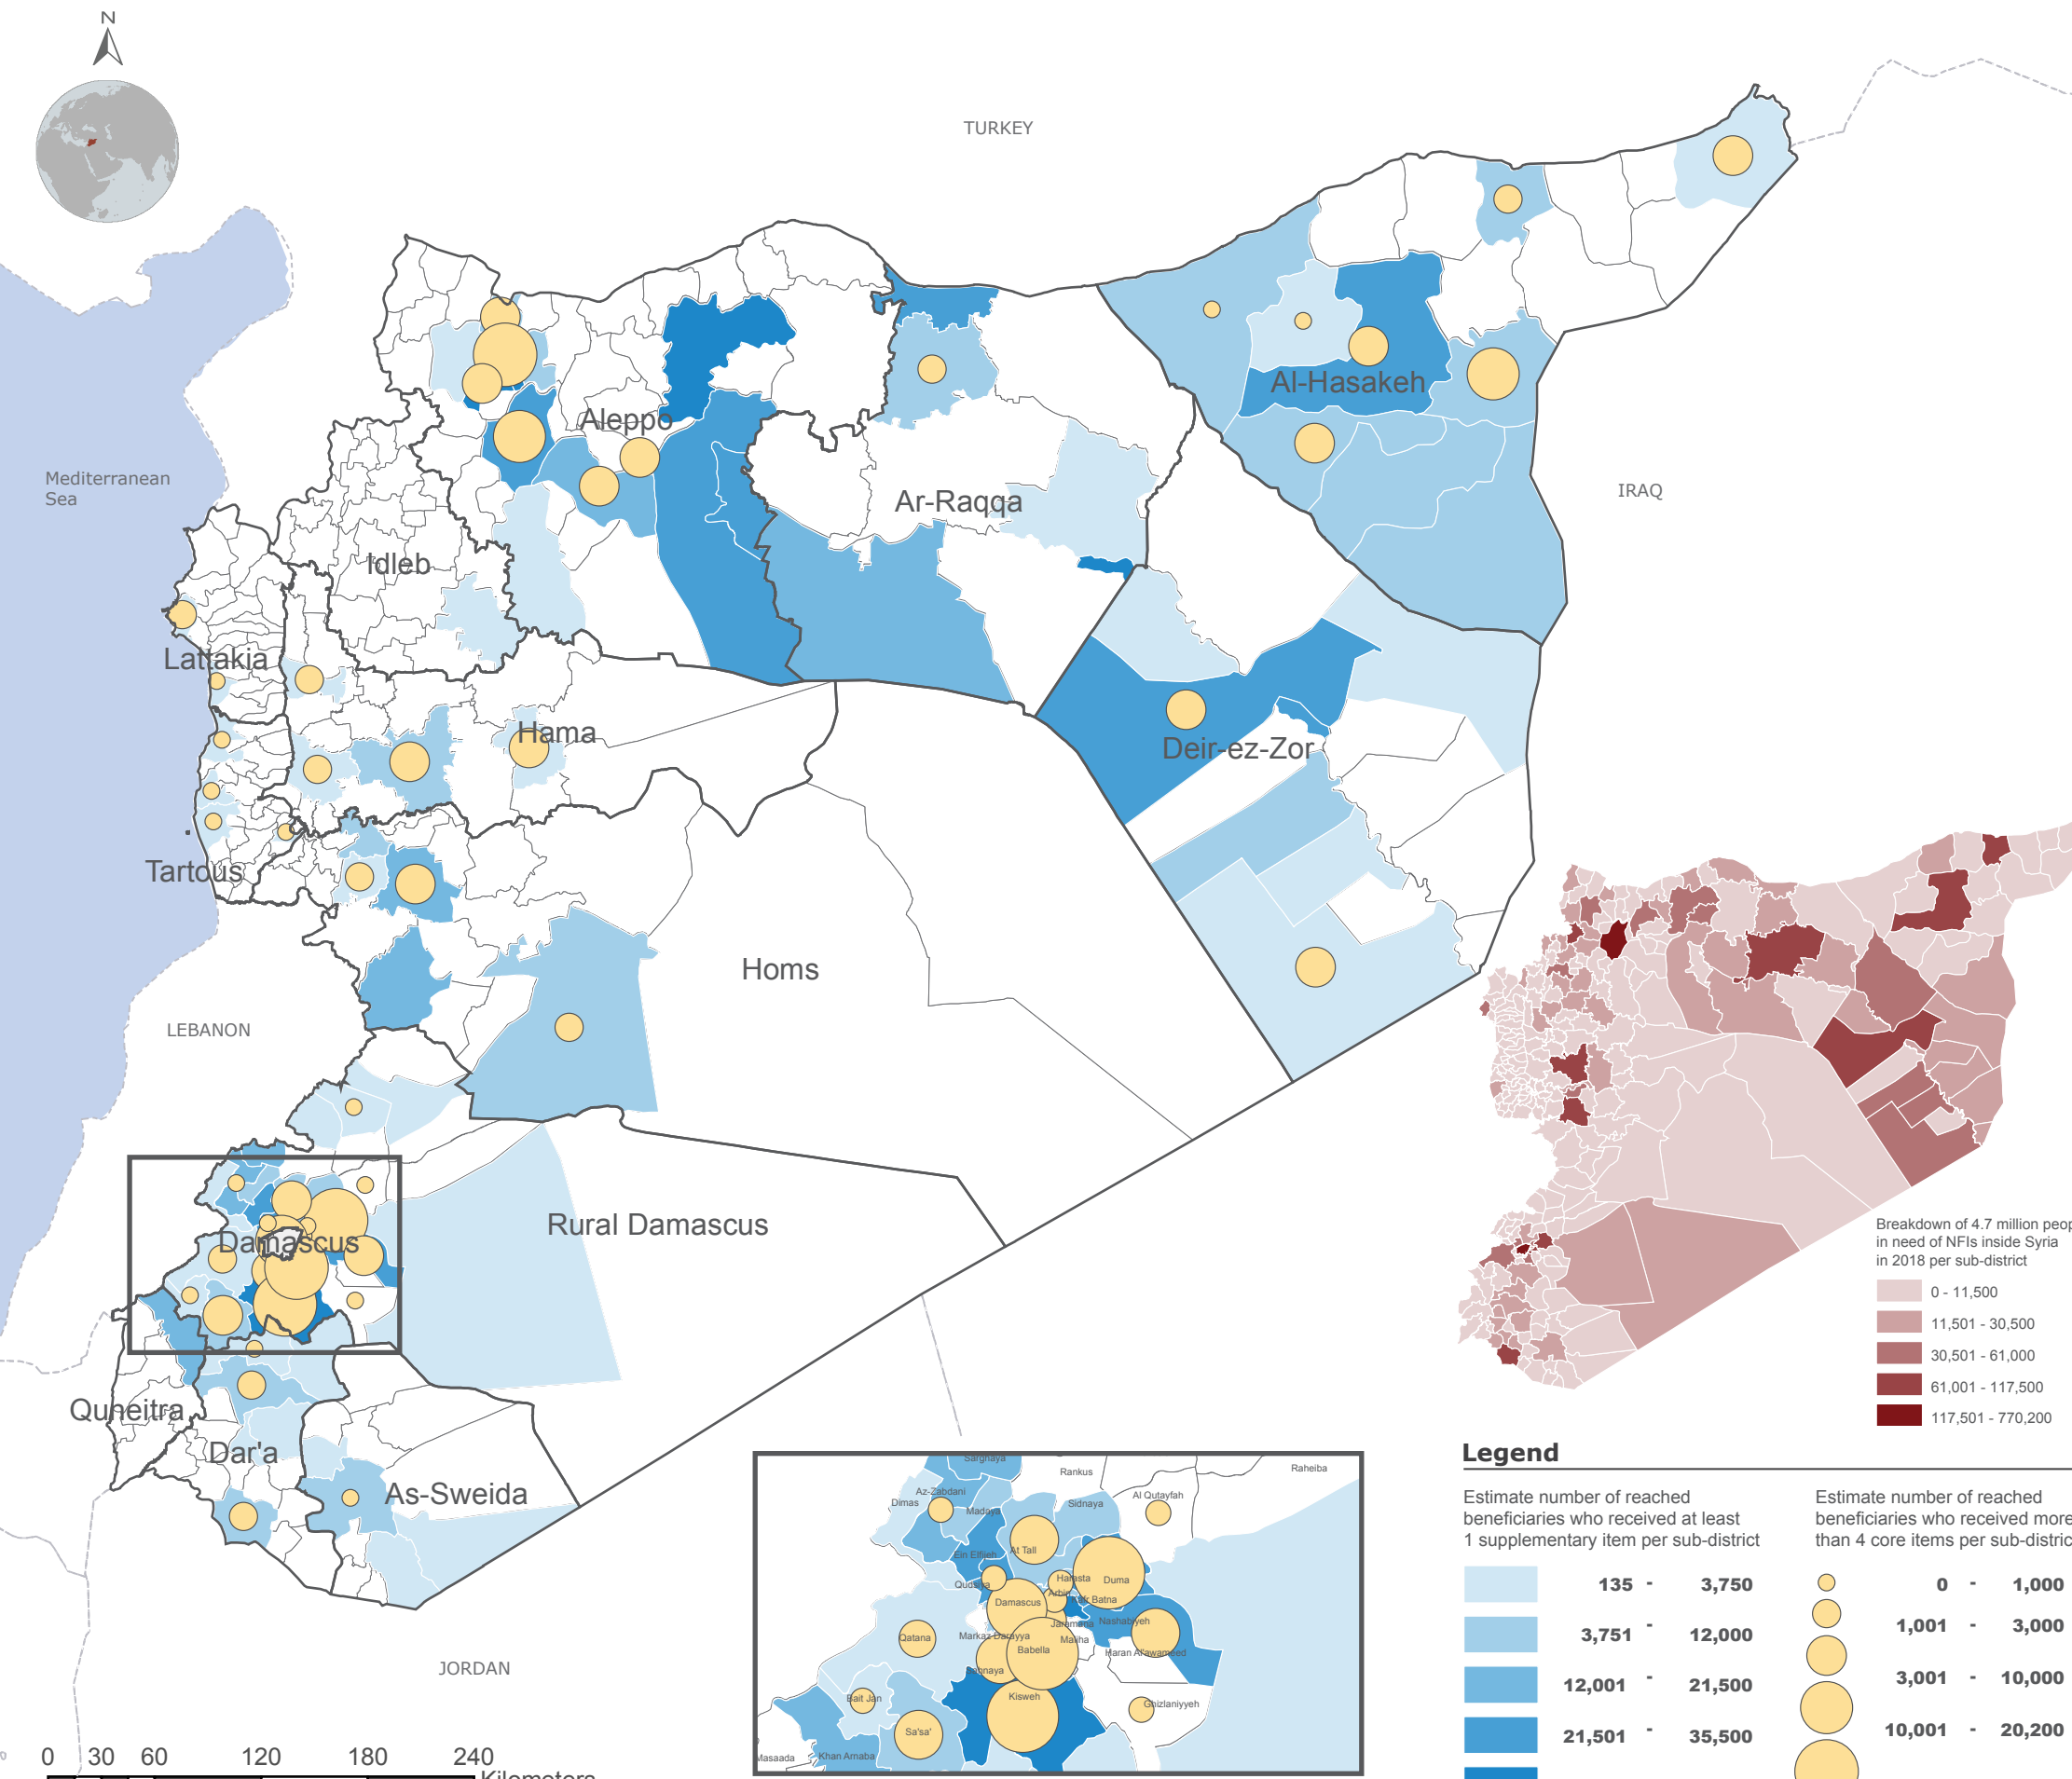 N
TURKEY
Mediterranean
Sea
IRAQ
Aleppo
Al-Hasakeh
Ar-Raqqa
Idleb
Lattakia
Hama
Deir-ez-Zor
Tartous
Homs
LEBANON
Rural Damascus
Damascus
Quneitra
Dar'a
As-Sweida
JORDAN
0 30 60 120 180 240
Kilometers
Sarghaya
Rankus
Raheiba
Az-Zabdani
Dimas
Madaya
Sidnaya
Al Qutayfah
Ein Elfijeh
At Tall
Qudsiya
Harasta
Duma
Arbin
Kafr Batna
Damascus
Jaramana
Nashabiyeh
Qatana
Markaz Darayya
Maliha
Babella
Haran Al'awameed
Sahnaya
Bait Jan
Kisweh
Ghizlaniyyeh
Sa'sa'
Masaada
Khan Arnaba
Breakdown of 4.7 million peop
in need of NFIs inside Syria
in 2018 per sub-district
0 - 11,500
11,501 - 30,500
30,501 - 61,000
61,001 - 117,500
117,501 - 770,200
Legend
Estimate number of reached
beneficiaries who received at least
1 supplementary item per sub-district
135 - 3,750
3,751 - 12,000
12,001 - 21,500
21,501 - 35,500
Estimate number of reached
beneficiaries who received more
than 4 core items per sub-distric
0 - 1,000
1,001 - 3,000
3,001 - 10,000
10,001 - 20,200